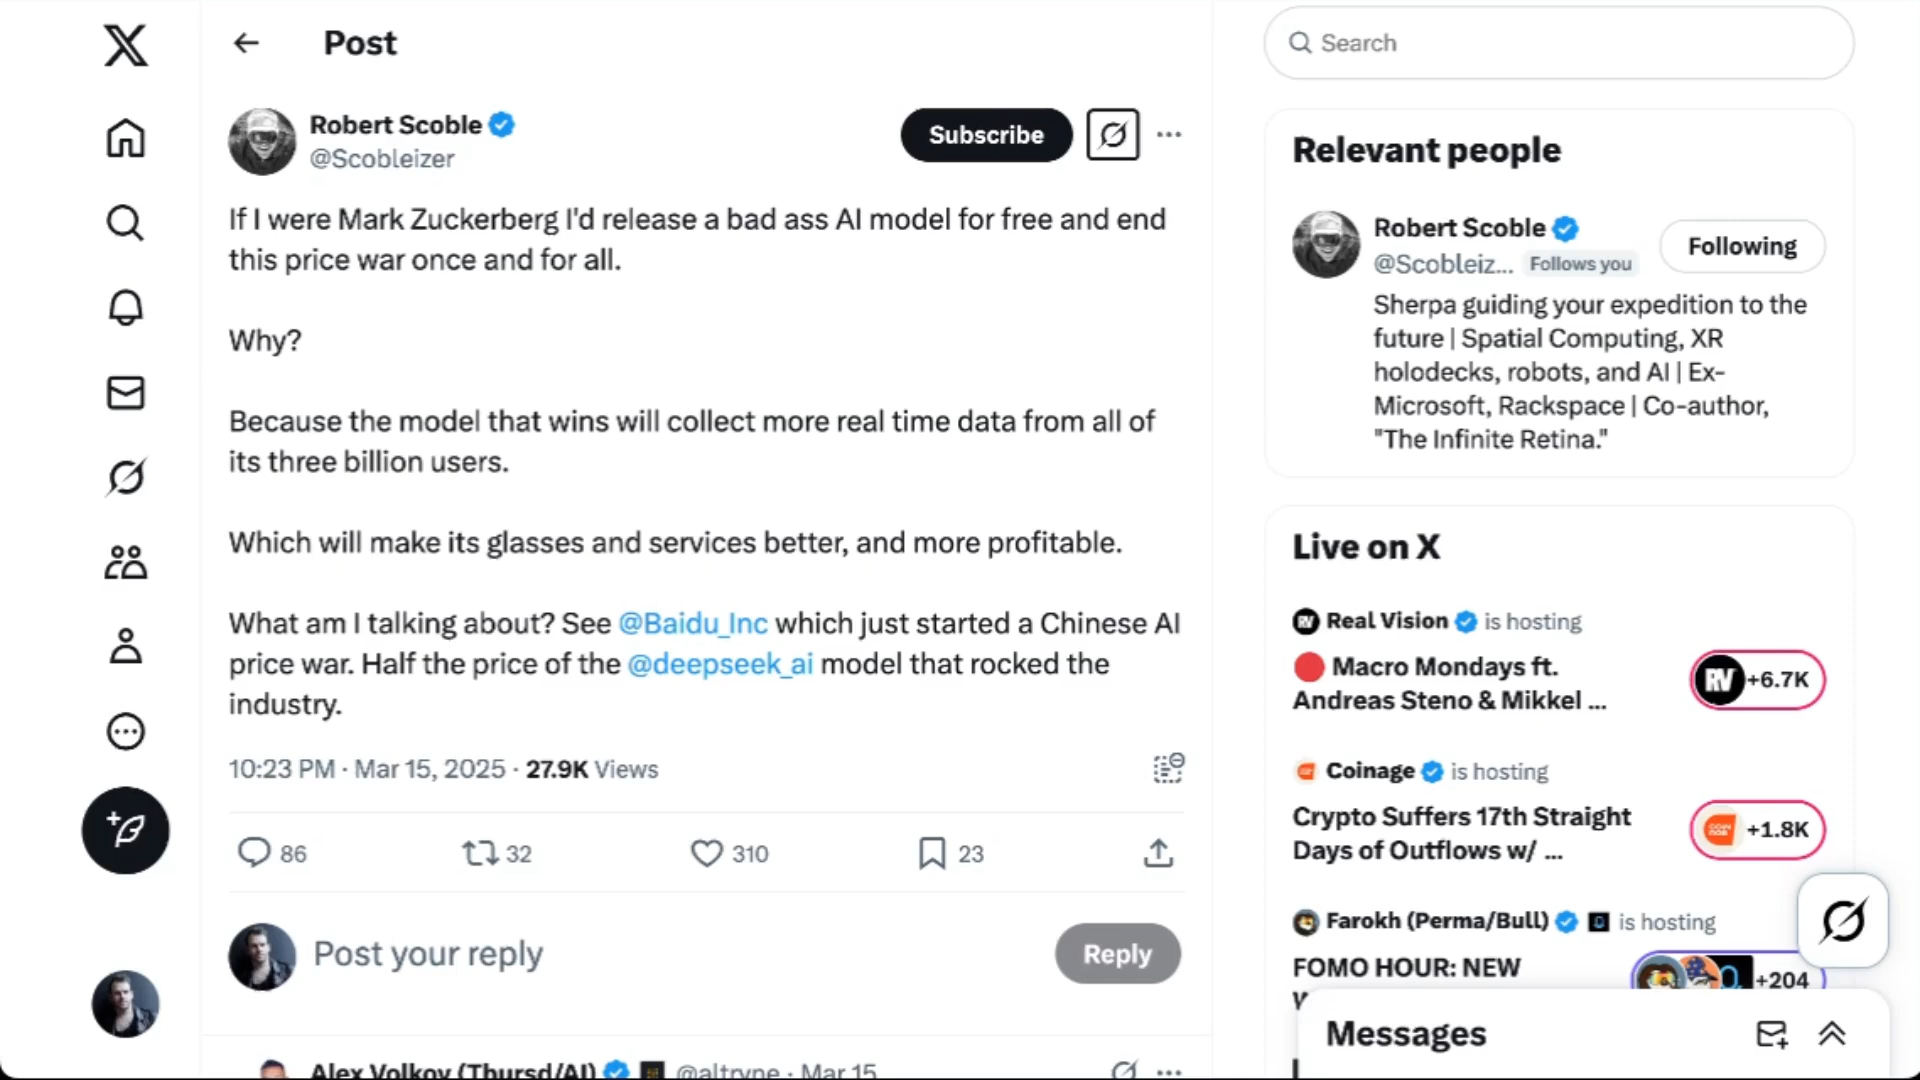 Post
Search
Robert Scoble
@Scobleizer
Subscribe
If I were Mark Zuckerberg I'd release a bad ass AI model for free and end
this price war once and for all.
Why?
Because the model that wins will collect more real time data from all of
its three billion users.
Which will make its glasses and services better, and more profitable.
What am I talking about? See @Baidu_Inc which just started a Chinese AI
price war. Half the price of the @deepseek_ai model that rocked the
industry.
10:23 PM · Mar 15, 2025 · 27.9K Views
86 32 310 23
Post your reply
Reply
Alex Volkov (Thursd/AI) @altryne · Mar 15
Relevant people
Robert Scoble
@Scobleiz... Follows you
Following
Sherpa guiding your expedition to the
future | Spatial Computing, XR
holodecks, robots, and AI | Ex-
Microsoft, Rackspace | Co-author,
"The Infinite Retina."
Live on X
Real Vision is hosting
Macro Mondays ft.
Andreas Steno & Mikkel ...
RV +6.7K
Coinage is hosting
Crypto Suffers 17th Straight
Days of Outflows w/ ...
+1.8K
Farokh (Perma/Bull) is hosting
FOMO HOUR: NEW
+204
Messages